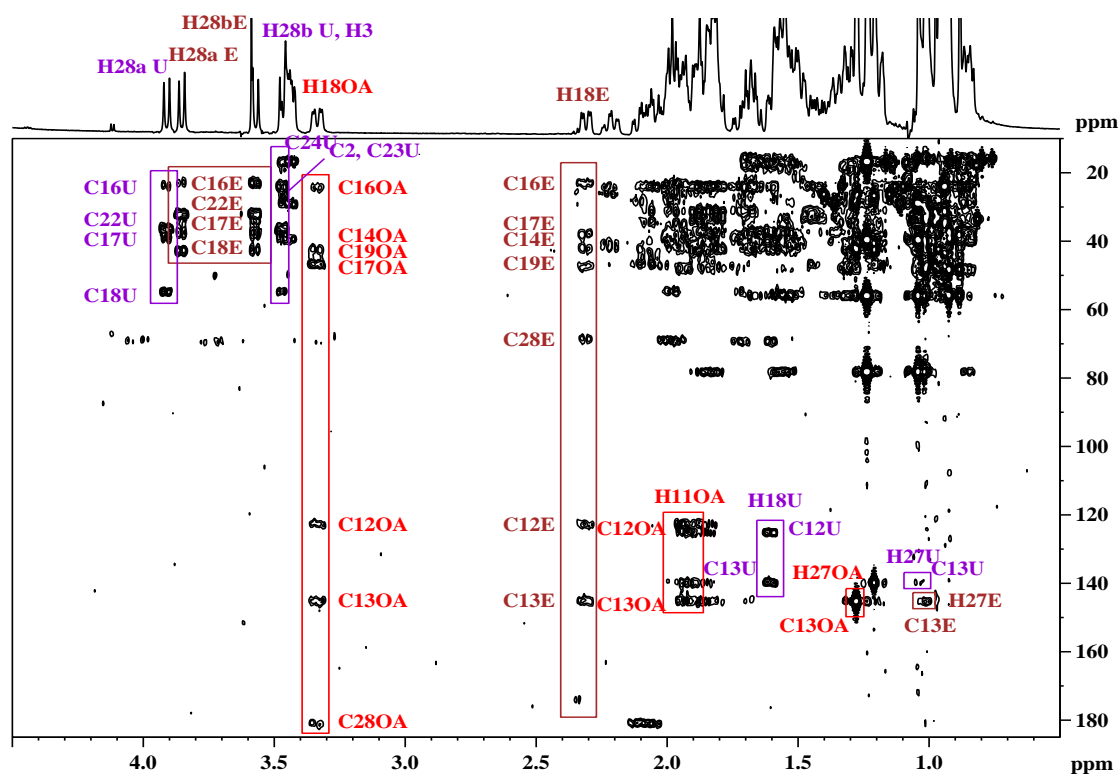 H28bE
H28b U, H3
H28a E
H28a U
H18OA
H18E
ppm
C24U
C2, C23U
20
C16U
C16E
C16OA
C16E
C22E
C22U
C17E
C14OA
C17E
40
C17U
C18E
C19OA
C14E
C17OA
C19E
C18U
60
C28E
80
100
H11OA
H18U
120
C12OA
C12E
C12OA
C12U
H27U
C13U
H27OA
C13U
140
C13OA
C13E
C13OA
H27E
C13OA
C13E
160
C28OA
180
4.0
3.5
3.0
2.5
2.0
1.5
1.0
ppm